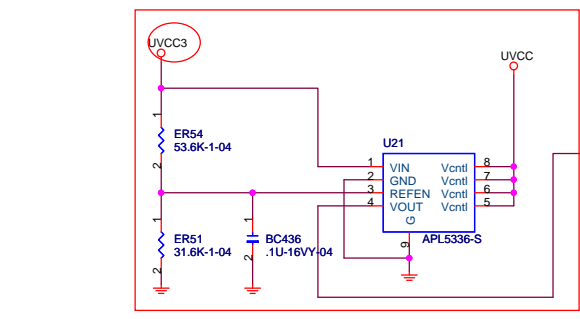 UVCC3
UVCC
1
ER54
53.6K-1-04
2
U21
1 VIN Vcntl 8
2 GND Vcntl 7
3 REFEN Vcntl 6
4 VOUT Vcntl 5
G
9
APL5336-S
1
ER51
31.6K-1-04
2
1
BC436
.1U-16VY-04
2